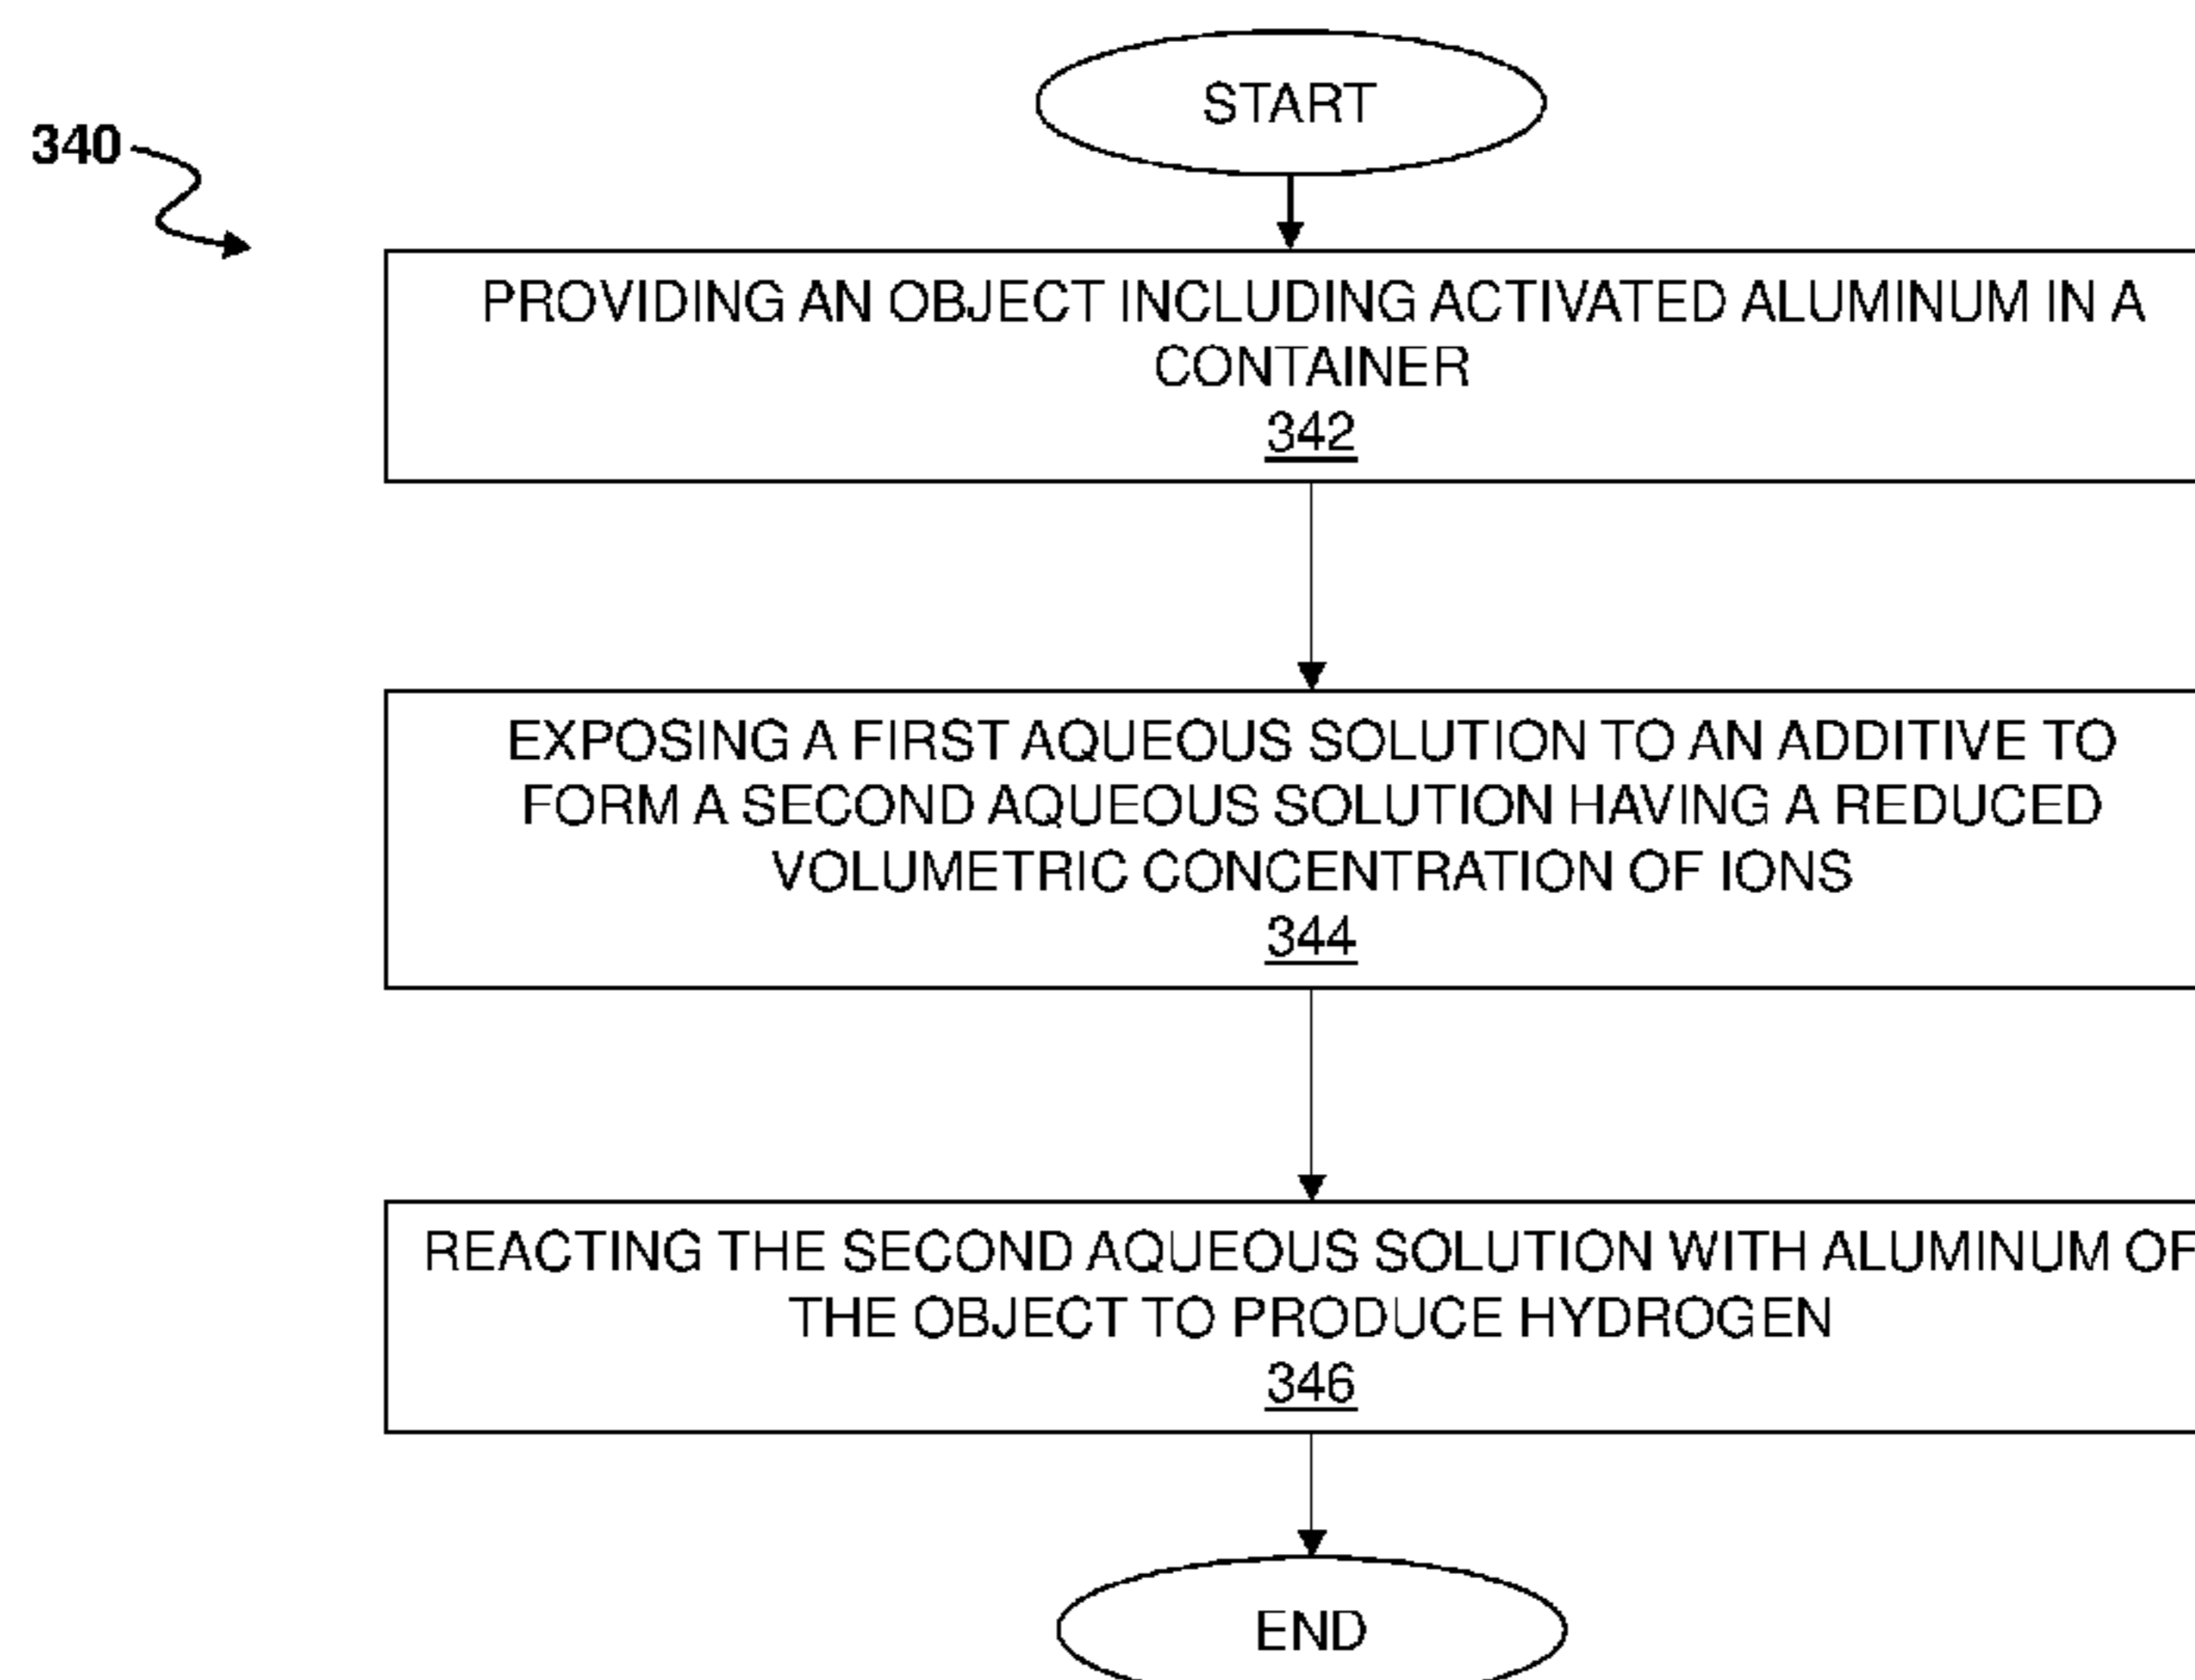 START
340
PROVIDING AN OBJECT INCLUDING ACTIVATED ALUMINUM IN A
CONTAINER
342
EXPOSING A FIRST AQUEOUS SOLUTION TO AN ADDITIVE TO
FORM A SECOND AQUEOUS SOLUTION HAVING A REDUCED
VOLUMETRIC CONCENTRATION OF IONS
344
REACTING THE SECOND AQUEOUS SOLUTION WITH ALUMINUM OF
THE OBJECT TO PRODUCE HYDROGEN
346
END